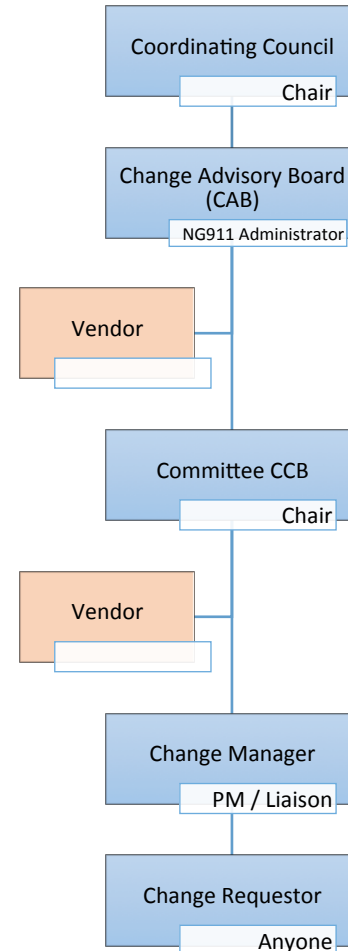 Coordinating Council
Chair
Change Advisory Board
(CAB)
NG911 Administrator
Vendor
Committee CCB
Chair
Vendor
Change Manager
PM / Liaison
Change Requestor
Anyone